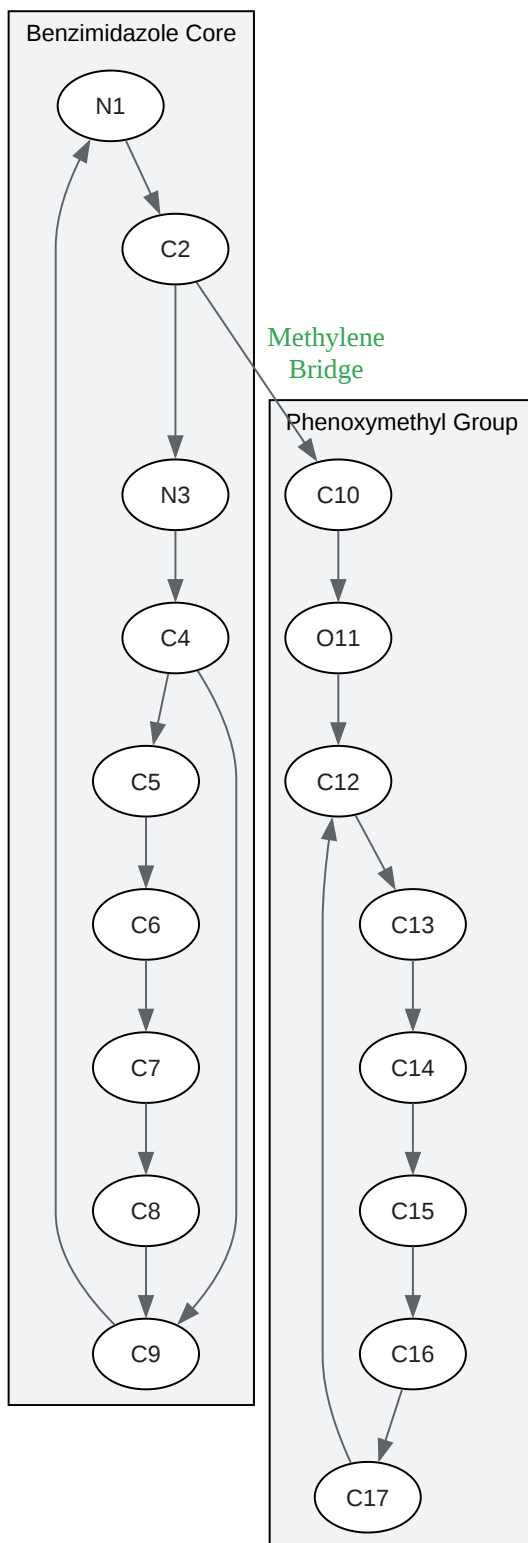 Benzimidazole Core
N1
C2
Methylene
Bridge
Phenoxymethyl Group
N3
C10
C4
O11
C5
C12
C6
C13
C7
C14
C8
C15
C9
C16
C17